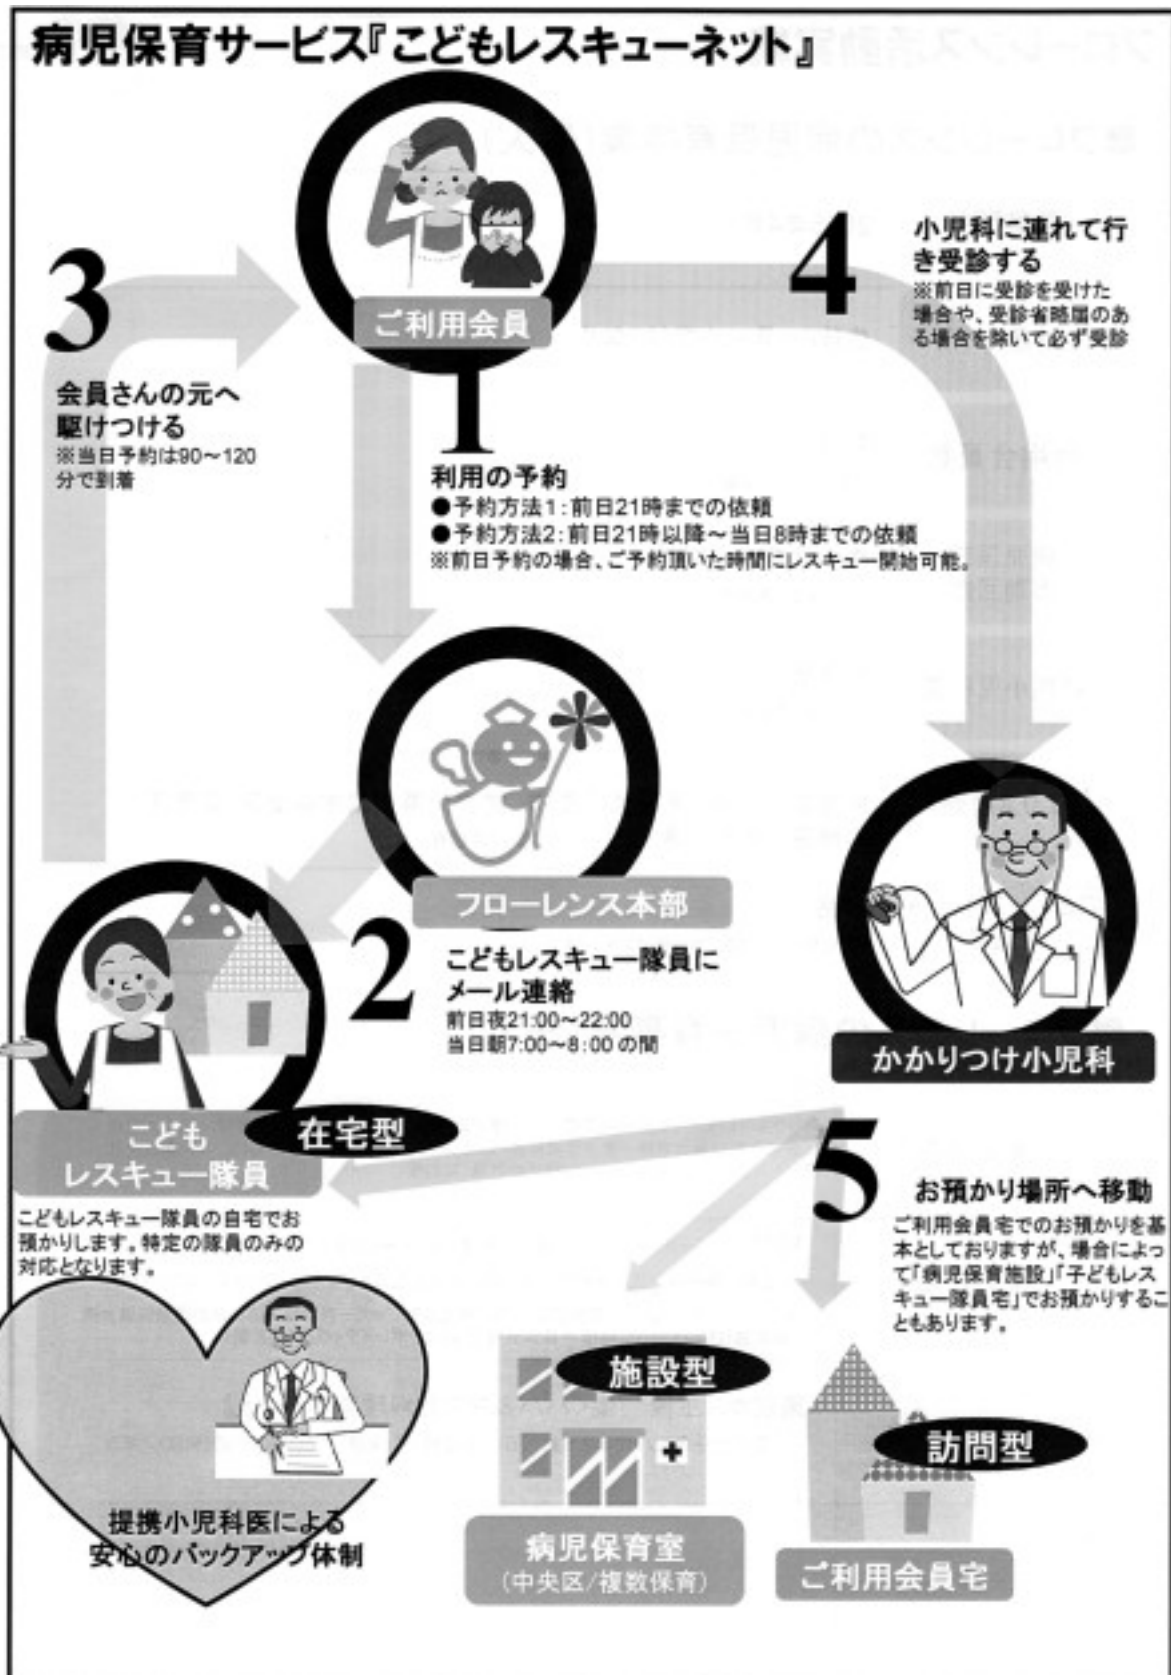 病児保育サービス『こどもレスキューネット』
ご利用会員
1
利用の予約
●予約方法1:前日21時までの依頼
●予約方法2:前日21時以降～当日8時までの依頼
※前日予約の場合、ご予約頂いた時間にレスキュー開始可能。
フローレンス本部
2
こどもレスキュー隊員に
メール連絡
前日夜21:00～22:00
当日朝7:00～8:00の間
3
会員さんの元へ
駆けつける
※当日予約は90～120
分で到着
こども
レスキュー隊員
在宅型
こどもレスキュー隊員の自宅でお
預かりします。特定の隊員のみの
対応となります。
4
小児科に連れて行
き受診する
※前日に受診を受けた
場合や、受診省略届のあ
る場合を除いて必ず受診
かかりつけ小児科
5
お預かり場所へ移動
ご利用会員宅でのお預かりを基
本としておりますが、場合によっ
て「病児保育施設」「子どもレス
キュー隊員宅」でお預かりするこ
ともあります。
施設型
病児保育室
(中央区/複数保育)
訪問型
ご利用会員宅
提携小児科医による
安心のバックアップ体制